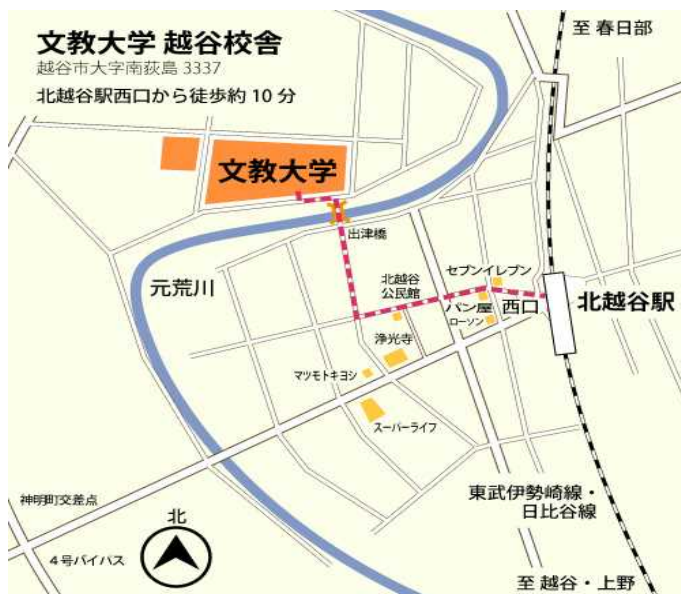 文教大学 越谷校舎
越谷市大字南荻島 3337
北越谷駅西口から徒歩約 10 分
至 春日部
文教大学
出津橋
元荒川
北越谷
公民館
セブンイレブン
パン屋
西口
北越谷駅
ローソン
浄光寺
マツモトキヨシ
スーパーライフ
東武伊勢崎線・
日比谷線
神明町交差点
北
4号バイパス
至 越谷・上野